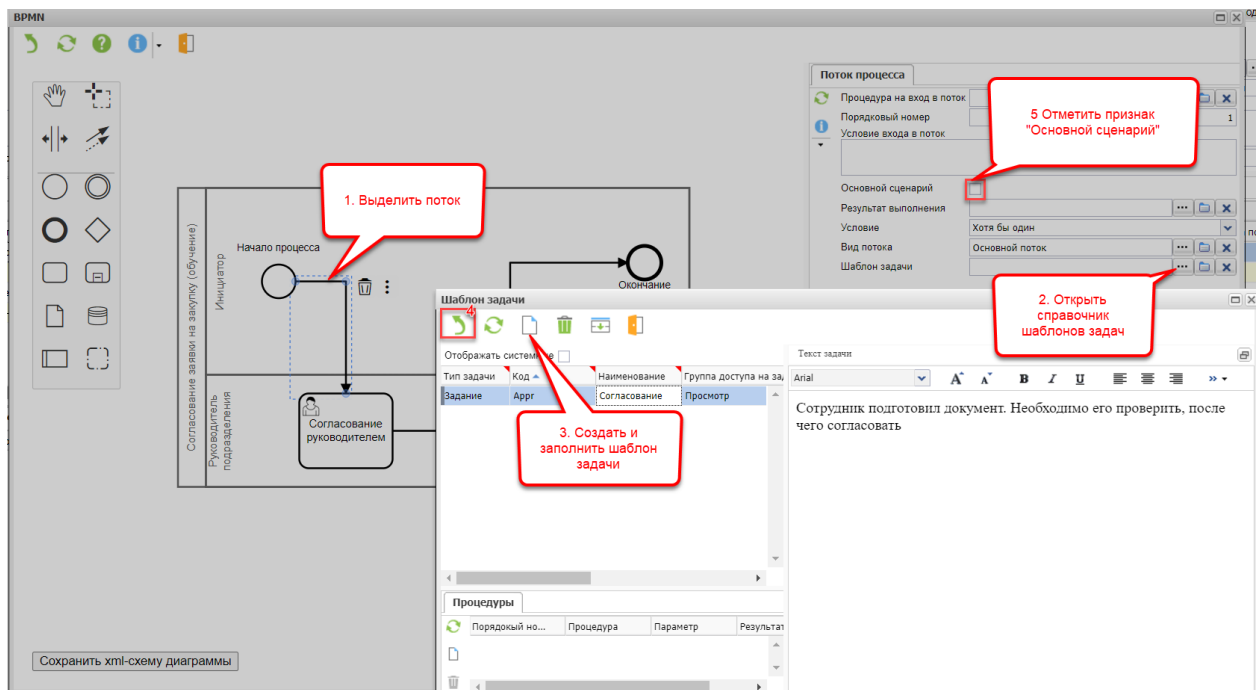 BPMN
Поток процесса
Процедура на вход в поток
Порядковый номер
1
Условие входа в поток
5 Отметить признак
"Основной сценарий"
Основной сценарий
Результат выполнения
Условие
Хотя бы один
Вид потока
Основной поток
Шаблон задачи
1. Выделить поток
Согласование заявки на закупку (обучение)
Инициатор
Начало процесса
Окончание
Руководитель
подразделения
Согласование
руководителем
2. Открыть
справочник
шаблонов задач
Шаблон задачи
4
Отображать системные
Тип задачи
Код
Наименование
Группа доступа на за
Задание
Appr
Согласование
Просмотр
3. Создать и
заполнить шаблон
задачи
Текст задачи
Arial
A
A
B
I
U
Сотрудник подготовил документ. Необходимо его проверить, после
чего согласовать
Процедуры
Порядокый но...
Процедура
Параметр
Результат
Сохранить xml-схему диаграммы